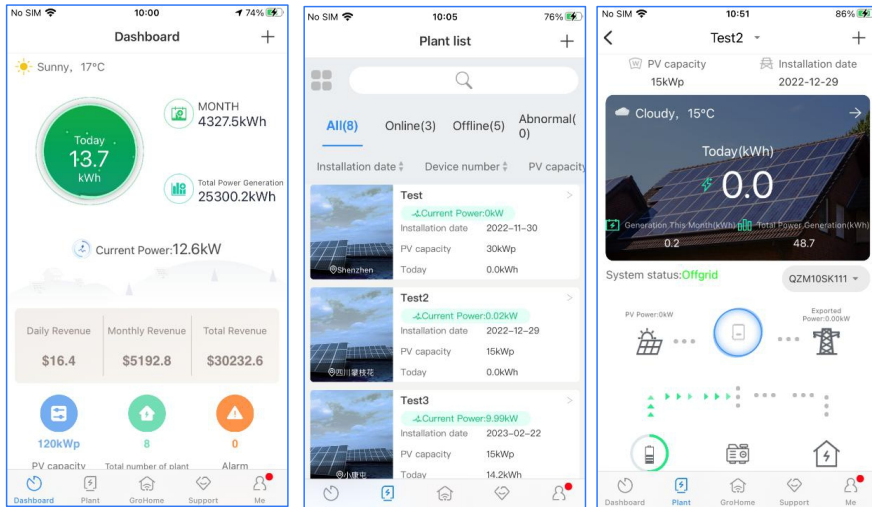 No SIM 10:00 74%
Dashboard +
Sunny, 17°C
MONTH
4327.5kWh
Today
13.7
kWh
Total Power Generation
25300.2kWh
Current Power:12.6kW
Daily Revenue Monthly Revenue Total Revenue
$16.4 $5192.8 $30232.6
120kWp 8 0
PV capacity Total number of plant Alarm
Dashboard Plant GroHome Support Me
No SIM 10:05 76%
Plant list +
All(8) Online(3) Offline(5) Abnormal(
0)
Installation date Device number PV capacity
Test
Current Power:0kW
Installation date 2022-11-30
PV capacity 30kWp
Shenzhen Today 0.0kWh
Test2
Current Power:0.02kW
Installation date 2022-12-29
PV capacity 15kWp
四川攀枝花 Today 0.0kWh
Test3
Current Power:9.99kW
Installation date 2023-02-22
PV capacity 15kWp
Today 14.2kWh
No SIM 10:51 86%
Test2 +
PV capacity Installation date
15kWp 2022-12-29
Cloudy, 15°C
Today(kWh)
0.0
Generation This Month(kWh) Total Power Generation(kWh)
0.2 48.7
System status:Offgrid QZM10SK111
PV Power:0kW Exported
Power:0.00kW
Dashboard Plant GroHome Support Me